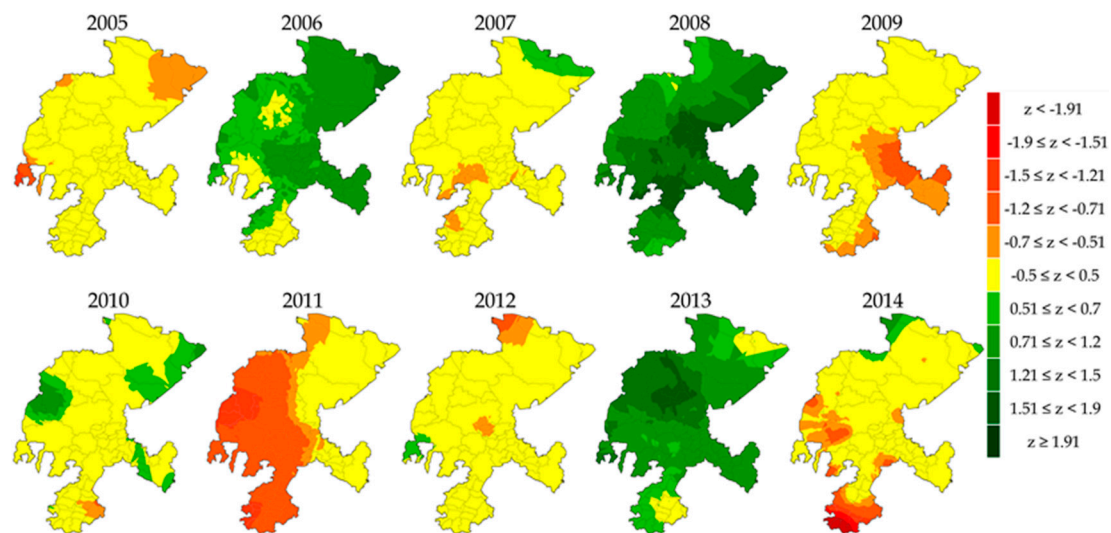 2005
2006
2007
2008
2009
2010
2011
2012
2013
2014
z < -1.91
-1.9 ≤ z < -1.51
-1.5 ≤ z < -1.21
-1.2 ≤ z < -0.71
-0.7 ≤ z < -0.51
-0.5 ≤ z < 0.5
0.51 ≤ z < 0.7
0.71 ≤ z < 1.2
1.21 ≤ z < 1.5
1.51 ≤ z < 1.9
z ≥ 1.91